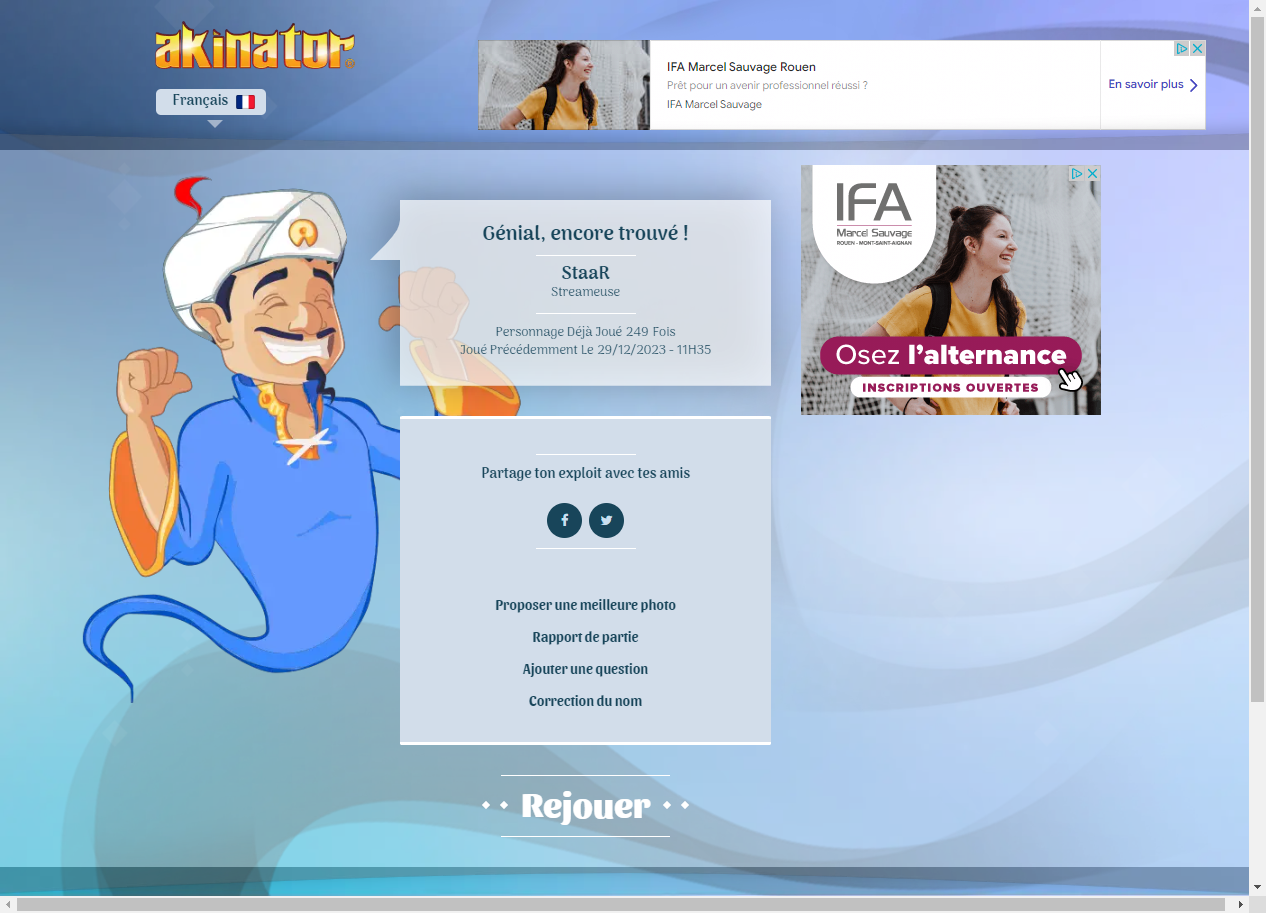 akinator
Français
IFA Marcel Sauvage Rouen
Prêt pour un avenir professionnel réussi ?
IFA Marcel Sauvage
En savoir plus
Génial, encore trouvé !
StaaR
Streameuse
Personnage Déjà Joué 249 Fois
Joué Précédemment Le 29/12/2023 - 11H35
IFA
Marcel Sauvage
ROUEN - MONT-SAINT-AIGNAN
Osez l'alternance
INSCRIPTIONS OUVERTES
Partage ton exploit avec tes amis
Proposer une meilleure photo
Rapport de partie
Ajouter une question
Correction du nom
Rejouer